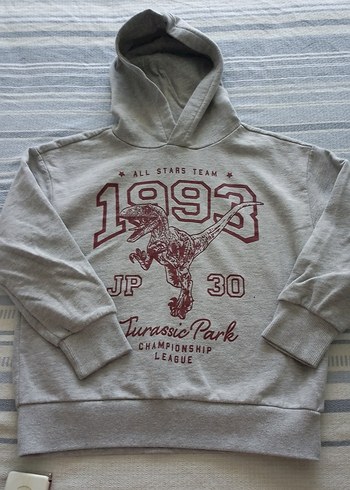 ★ ALL STARS TEAM ★
1993
JP 30
Jurassic Park
CHAMPIONSHIP
LEAGUE